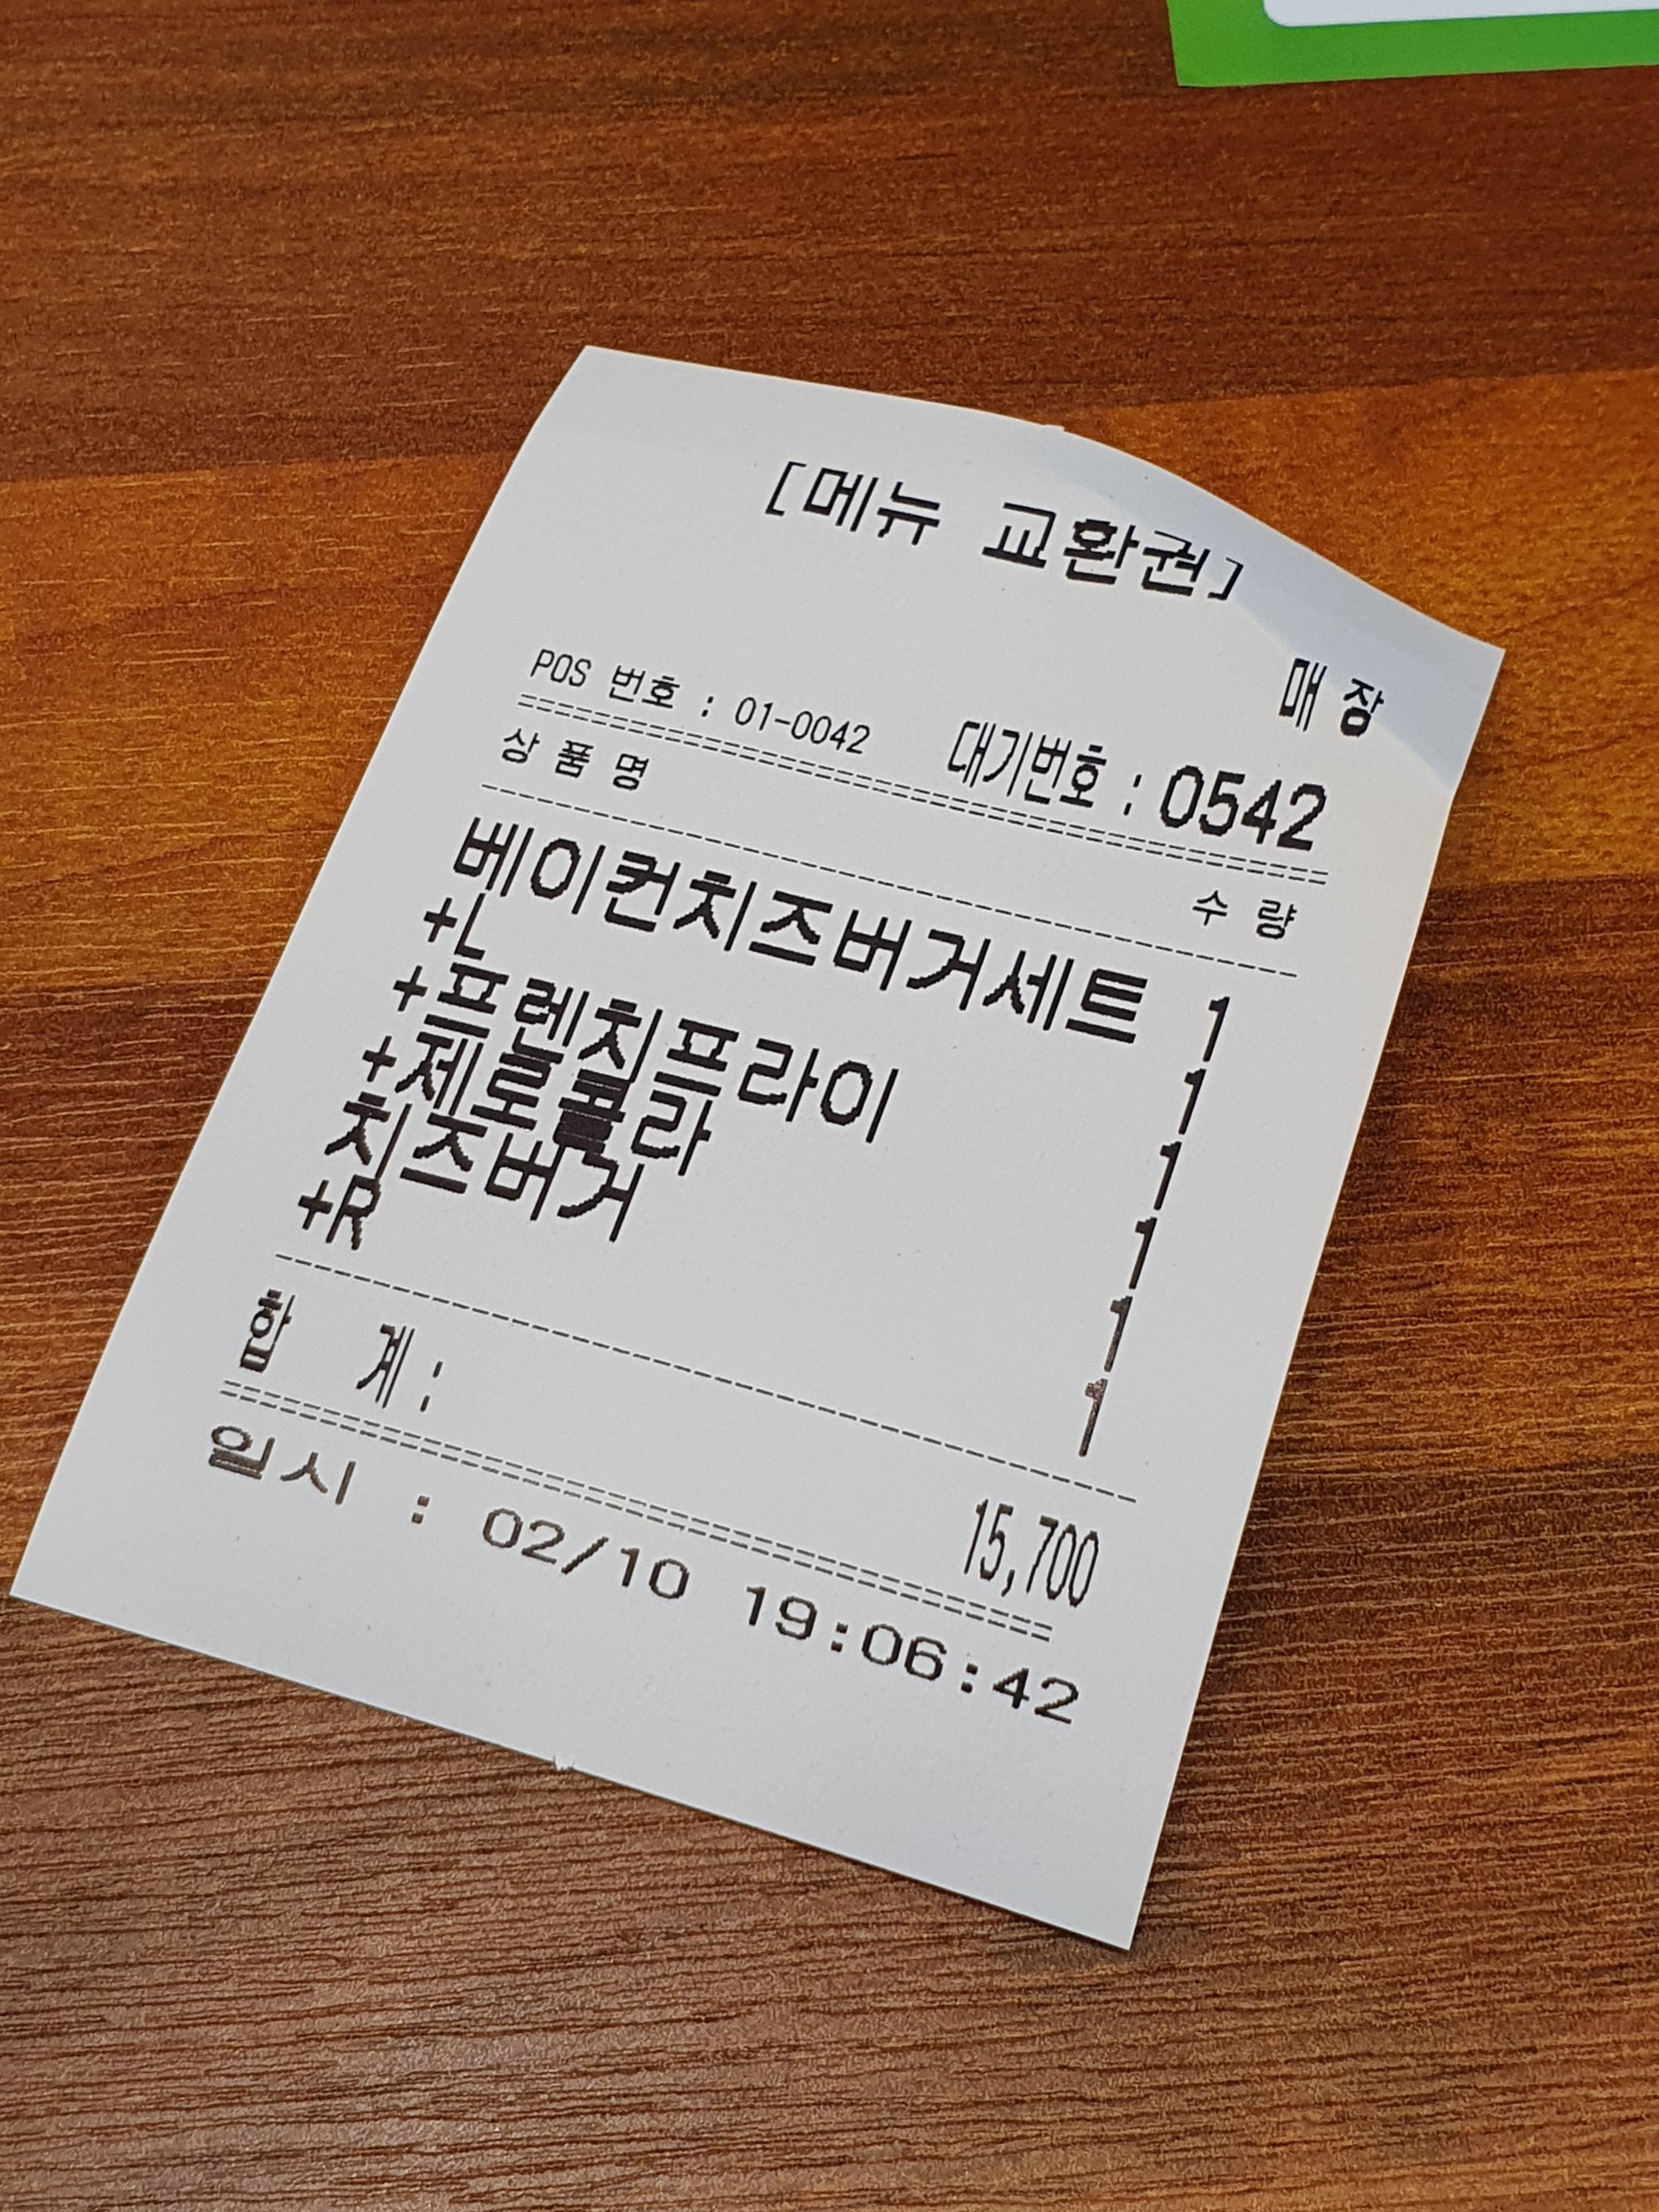 [메뉴 교환권]
매 장
POS 번호 : 01-0042 대기번호 : 0542
상 품 명 수 량
베이컨치즈버거세트 1
+L 1
+프렌치프라이 1
+제로콜라 1
치즈버거 1
+R 1
합 계 : 15,700
일시 : 02/10 19:06:42